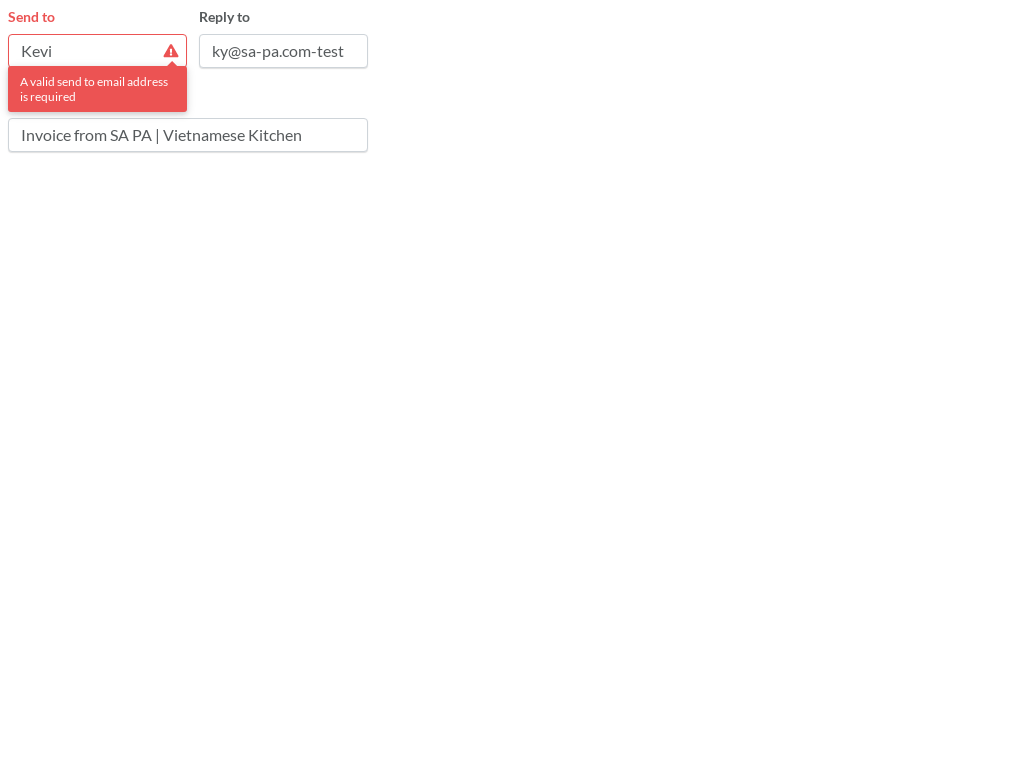 Send to
Reply to
Kevi
ky@sa-pa.com-test
A valid send to email address
is required
Invoice from SA PA | Vietnamese Kitchen